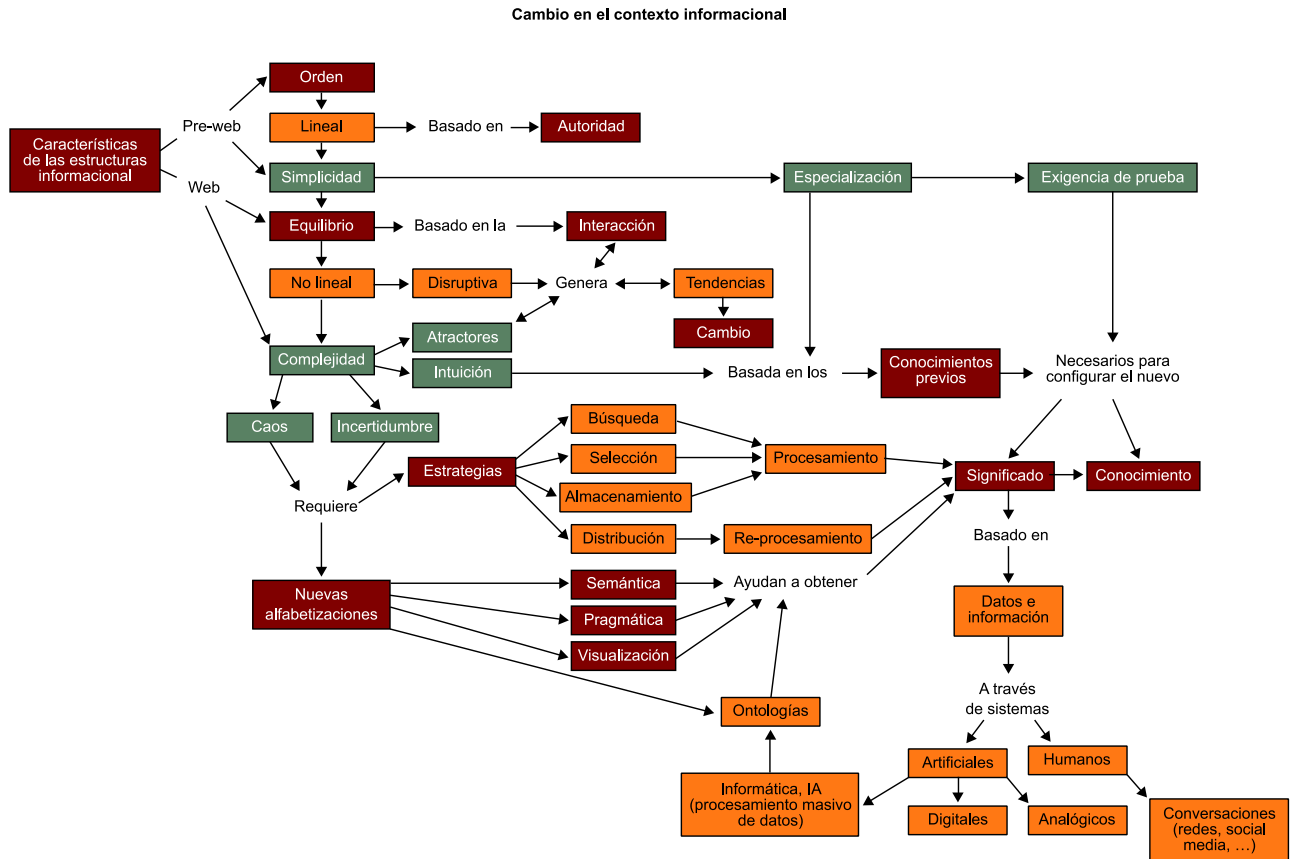 Cambio en el contexto informacional
Orden
Pre-web
Lineal
Basado en
Autoridad
Características
de las estructuras
informacional
Simplicidad
Especialización
Exigencia de prueba
Web
Equilibrio
Basado en la
Interacción
No lineal
Disruptiva
Genera
Tendencias
Cambio
Atractores
Complejidad
Intuición
Basada en los
Conocimientos
previos
Necesarios para
configurar el nuevo
Caos
Incertidumbre
Búsqueda
Estrategias
Selección
Procesamiento
Significado
Conocimiento
Almacenamiento
Requiere
Distribución
Re-procesamiento
Basado en
Nuevas
alfabetizaciones
Semántica
Ayudan a obtener
Pragmática
Datos e
información
Visualización
Ontologías
A través
de sistemas
Artificiales
Humanos
Informática, IA
(procesamiento masivo
de datos)
Digitales
Analógicos
Conversaciones
(redes, social
media, ...)